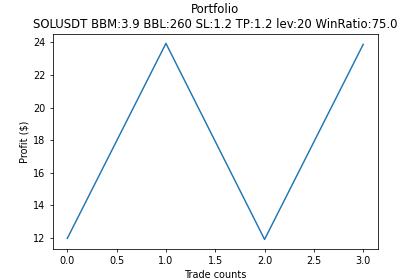 Portfolio
SOLUSDT BBM:3.9 BBL:260 SL:1.2 TP:1.2 lev:20 WinRatio:75.0
24
22
20
18
16
14
12
Profit ($)
0.0 0.5 1.0 1.5 2.0 2.5 3.0
Trade counts